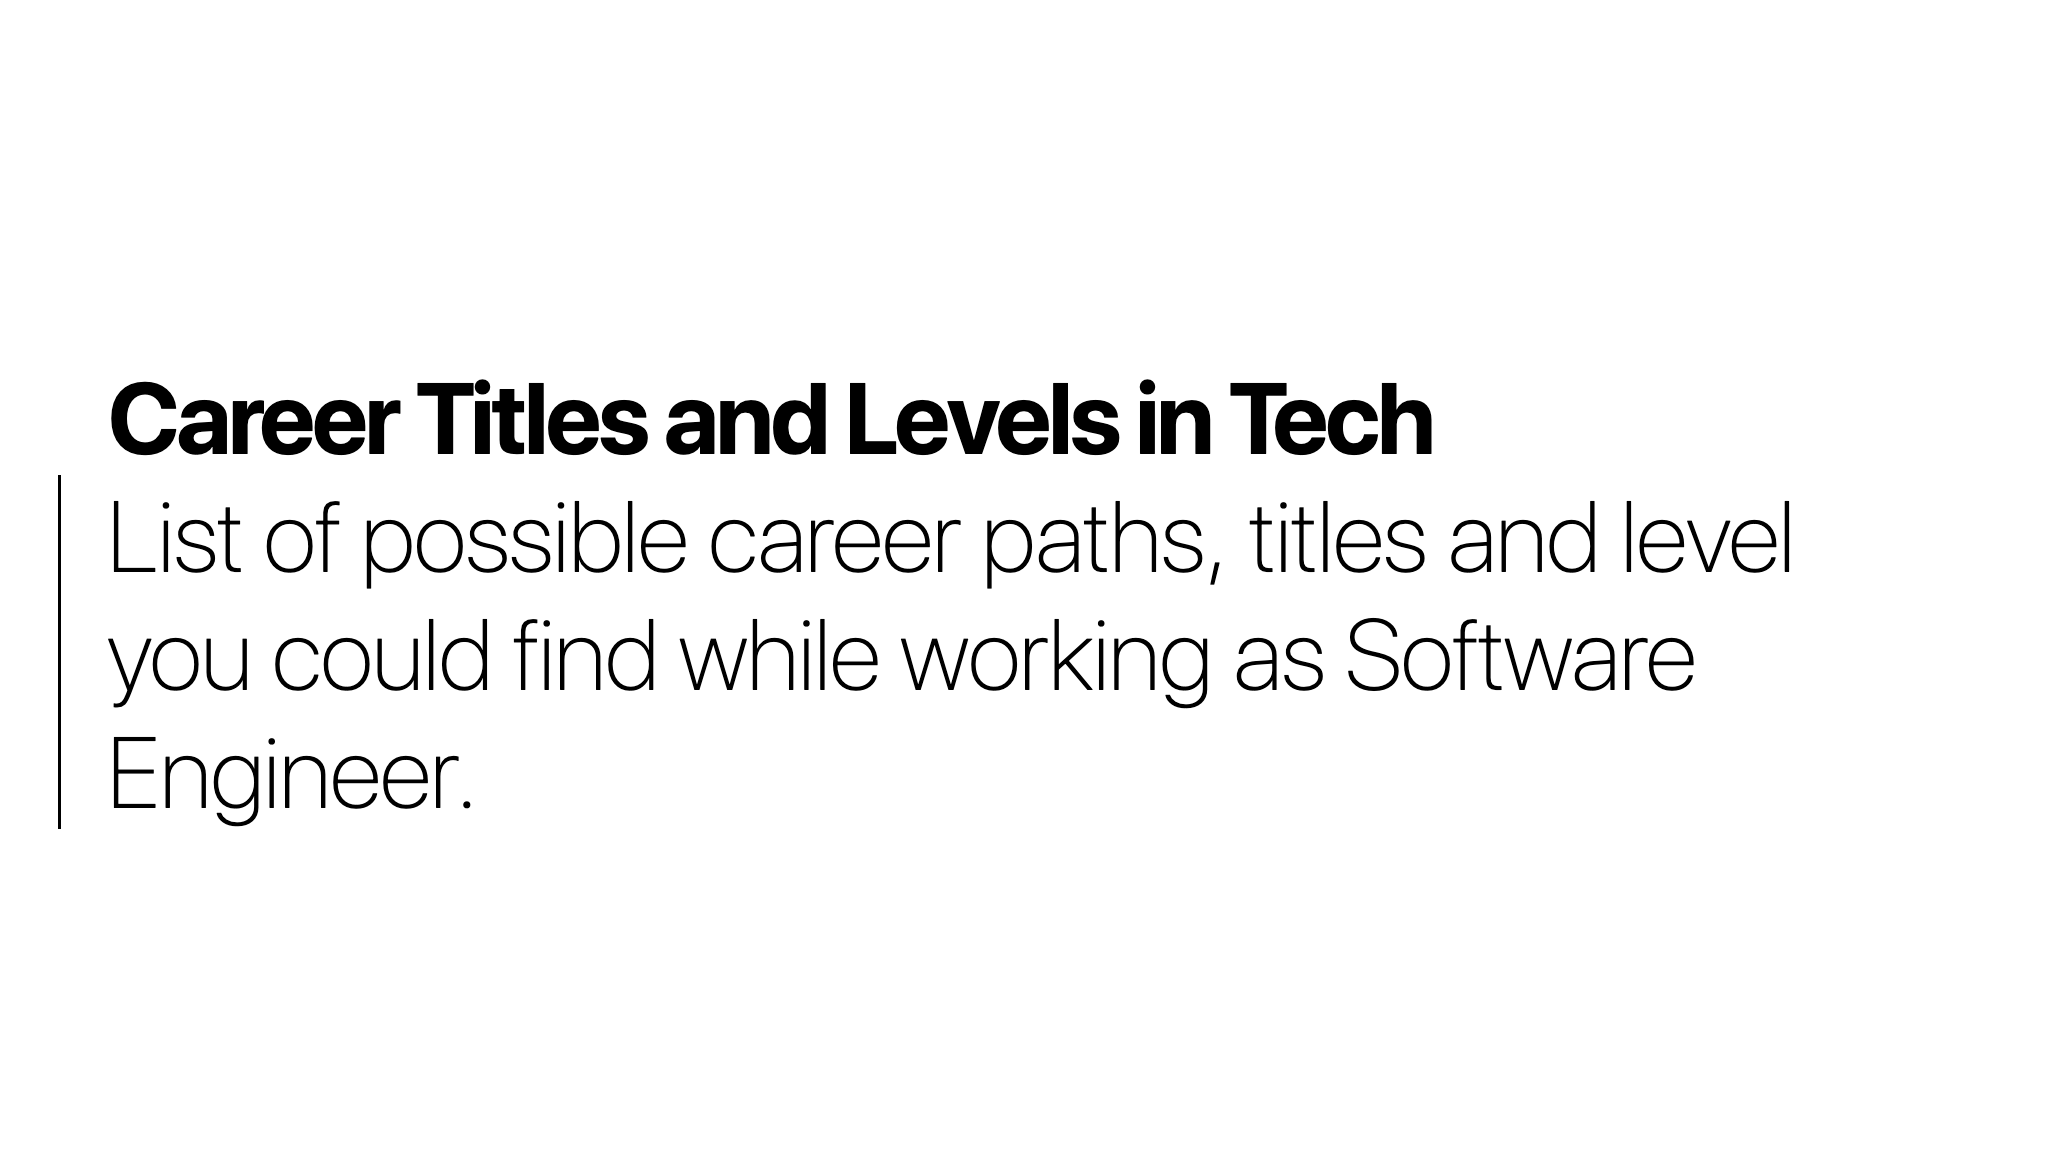 Career Titles and Levels in Tech
List of possible career paths, titles and level
you could find while working as Software
Engineer.